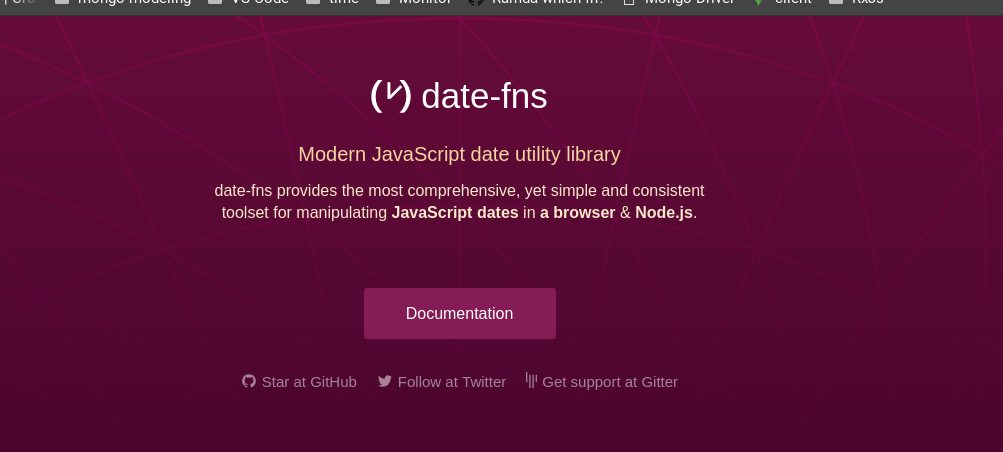 mongo modeling VS Code time Monitor Ramda which m... Mongo Driver client RxJS
date-fns
Modern JavaScript date utility library
date-fns provides the most comprehensive, yet simple and consistent
toolset for manipulating JavaScript dates in a browser & Node.js.
Documentation
Star at GitHub Follow at Twitter Get support at Gitter